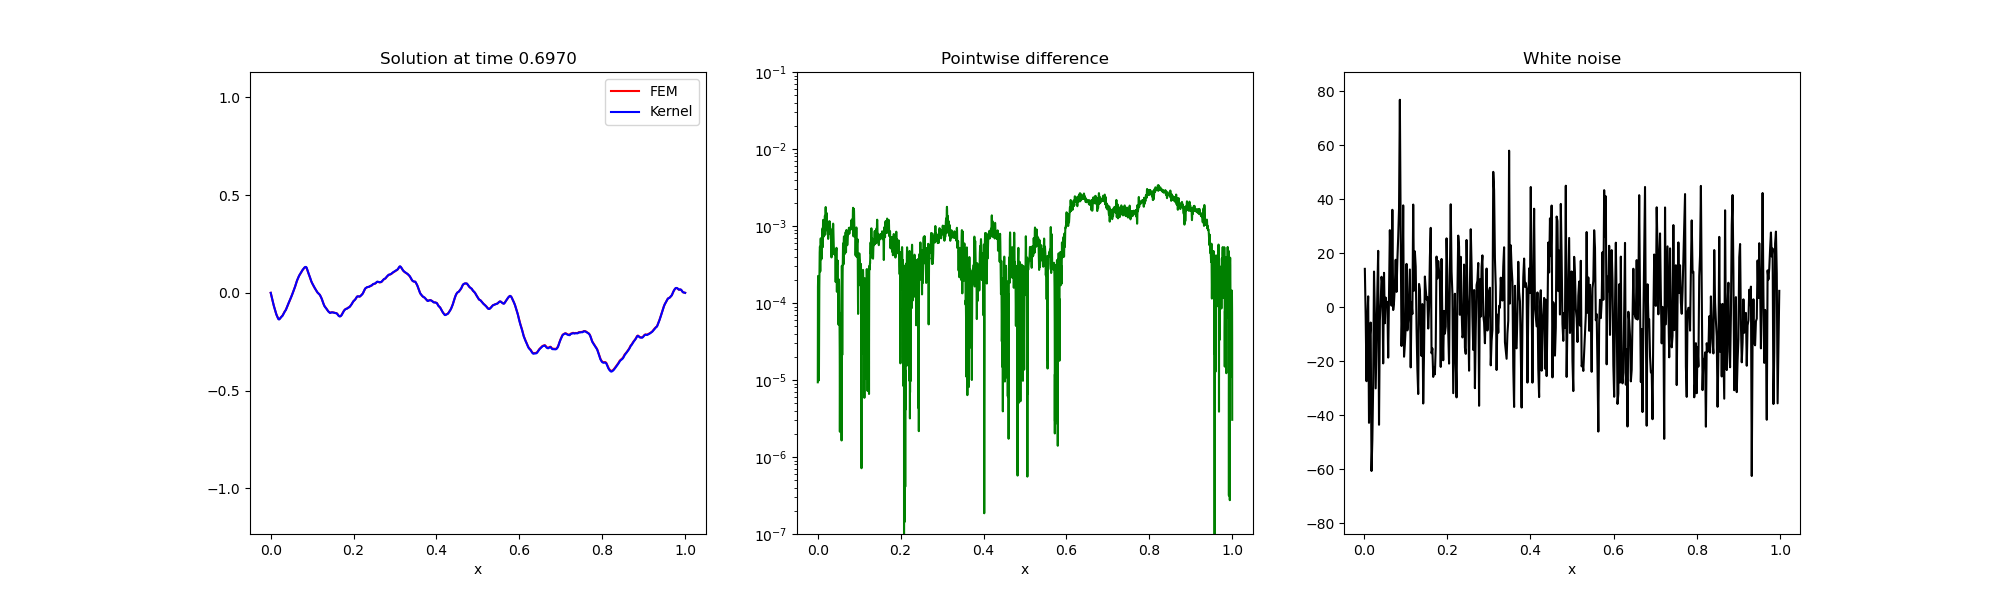 Solution at time 0.6970
1.0
0.5
0.0
−0.5
−1.0
0.0 0.2 0.4 0.6 0.8 1.0
x
FEM
Kernel
Pointwise difference
10⁻¹
10⁻²
10⁻³
10⁻⁴
10⁻⁵
10⁻⁶
10⁻⁷
0.0 0.2 0.4 0.6 0.8 1.0
x
White noise
80
60
40
20
0
−20
−40
−60
−80
0.0 0.2 0.4 0.6 0.8 1.0
x